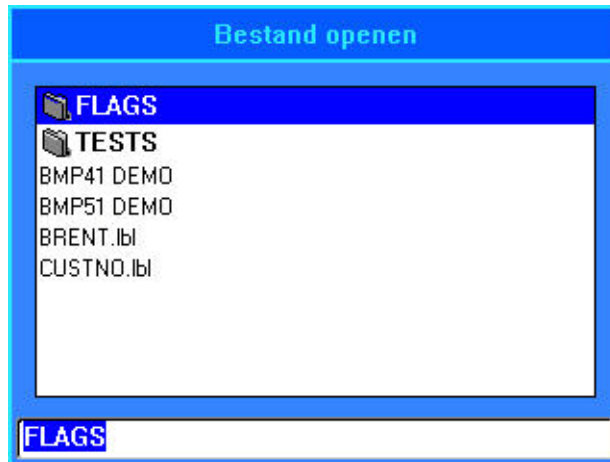 Bestand openen
FLAGS
TESTS
BMP41 DEMO
BMP51 DEMO
BRENT.lbl
CUSTNO.lbl
FLAGS